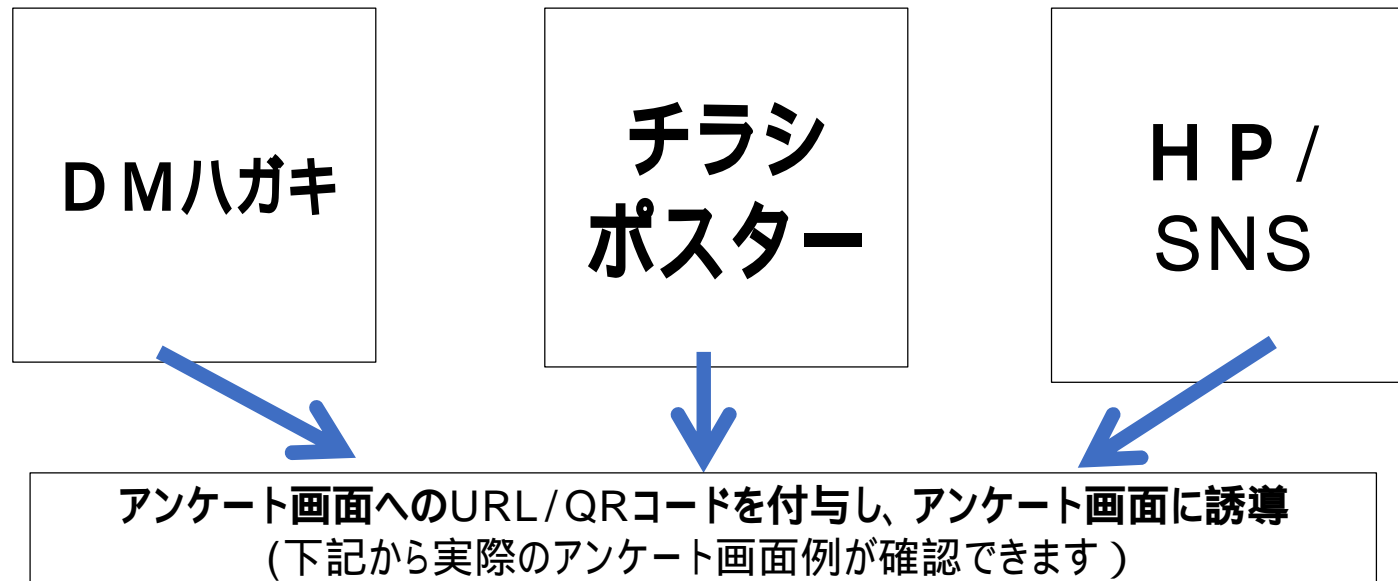 ＤＭハガキ
チラシ
ポスター
ＨＰ/
SNS
アンケート画面へのURL/QRコードを付与し、アンケート画面に誘導
(下記から実際のアンケート画面例が確認できます）